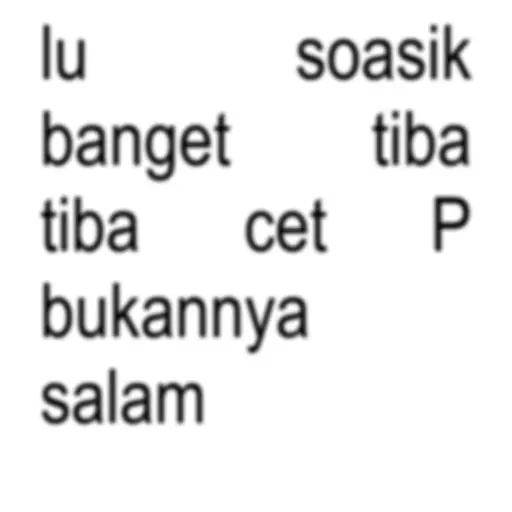 lu soasik
banget tiba
tiba cet P
bukannya
salam